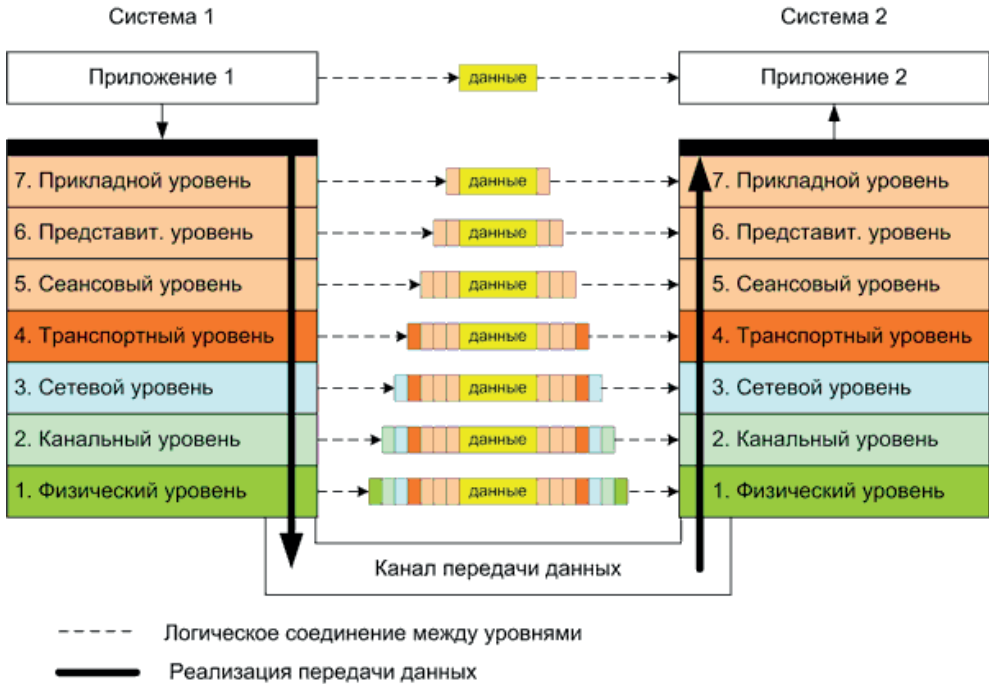 Система 1
Система 2
Приложение 1
данные
Приложение 2
7. Прикладной уровень
данные
7. Прикладной уровень
6. Представит. уровень
данные
6. Представит. уровень
5. Сеансовый уровень
данные
5. Сеансовый уровень
4. Транспортный уровень
данные
4. Транспортный уровень
3. Сетевой уровень
данные
3. Сетевой уровень
2. Канальный уровень
данные
2. Канальный уровень
1. Физический уровень
данные
1. Физический уровень
Канал передачи данных
Логическое соединение между уровнями
Реализация передачи данных